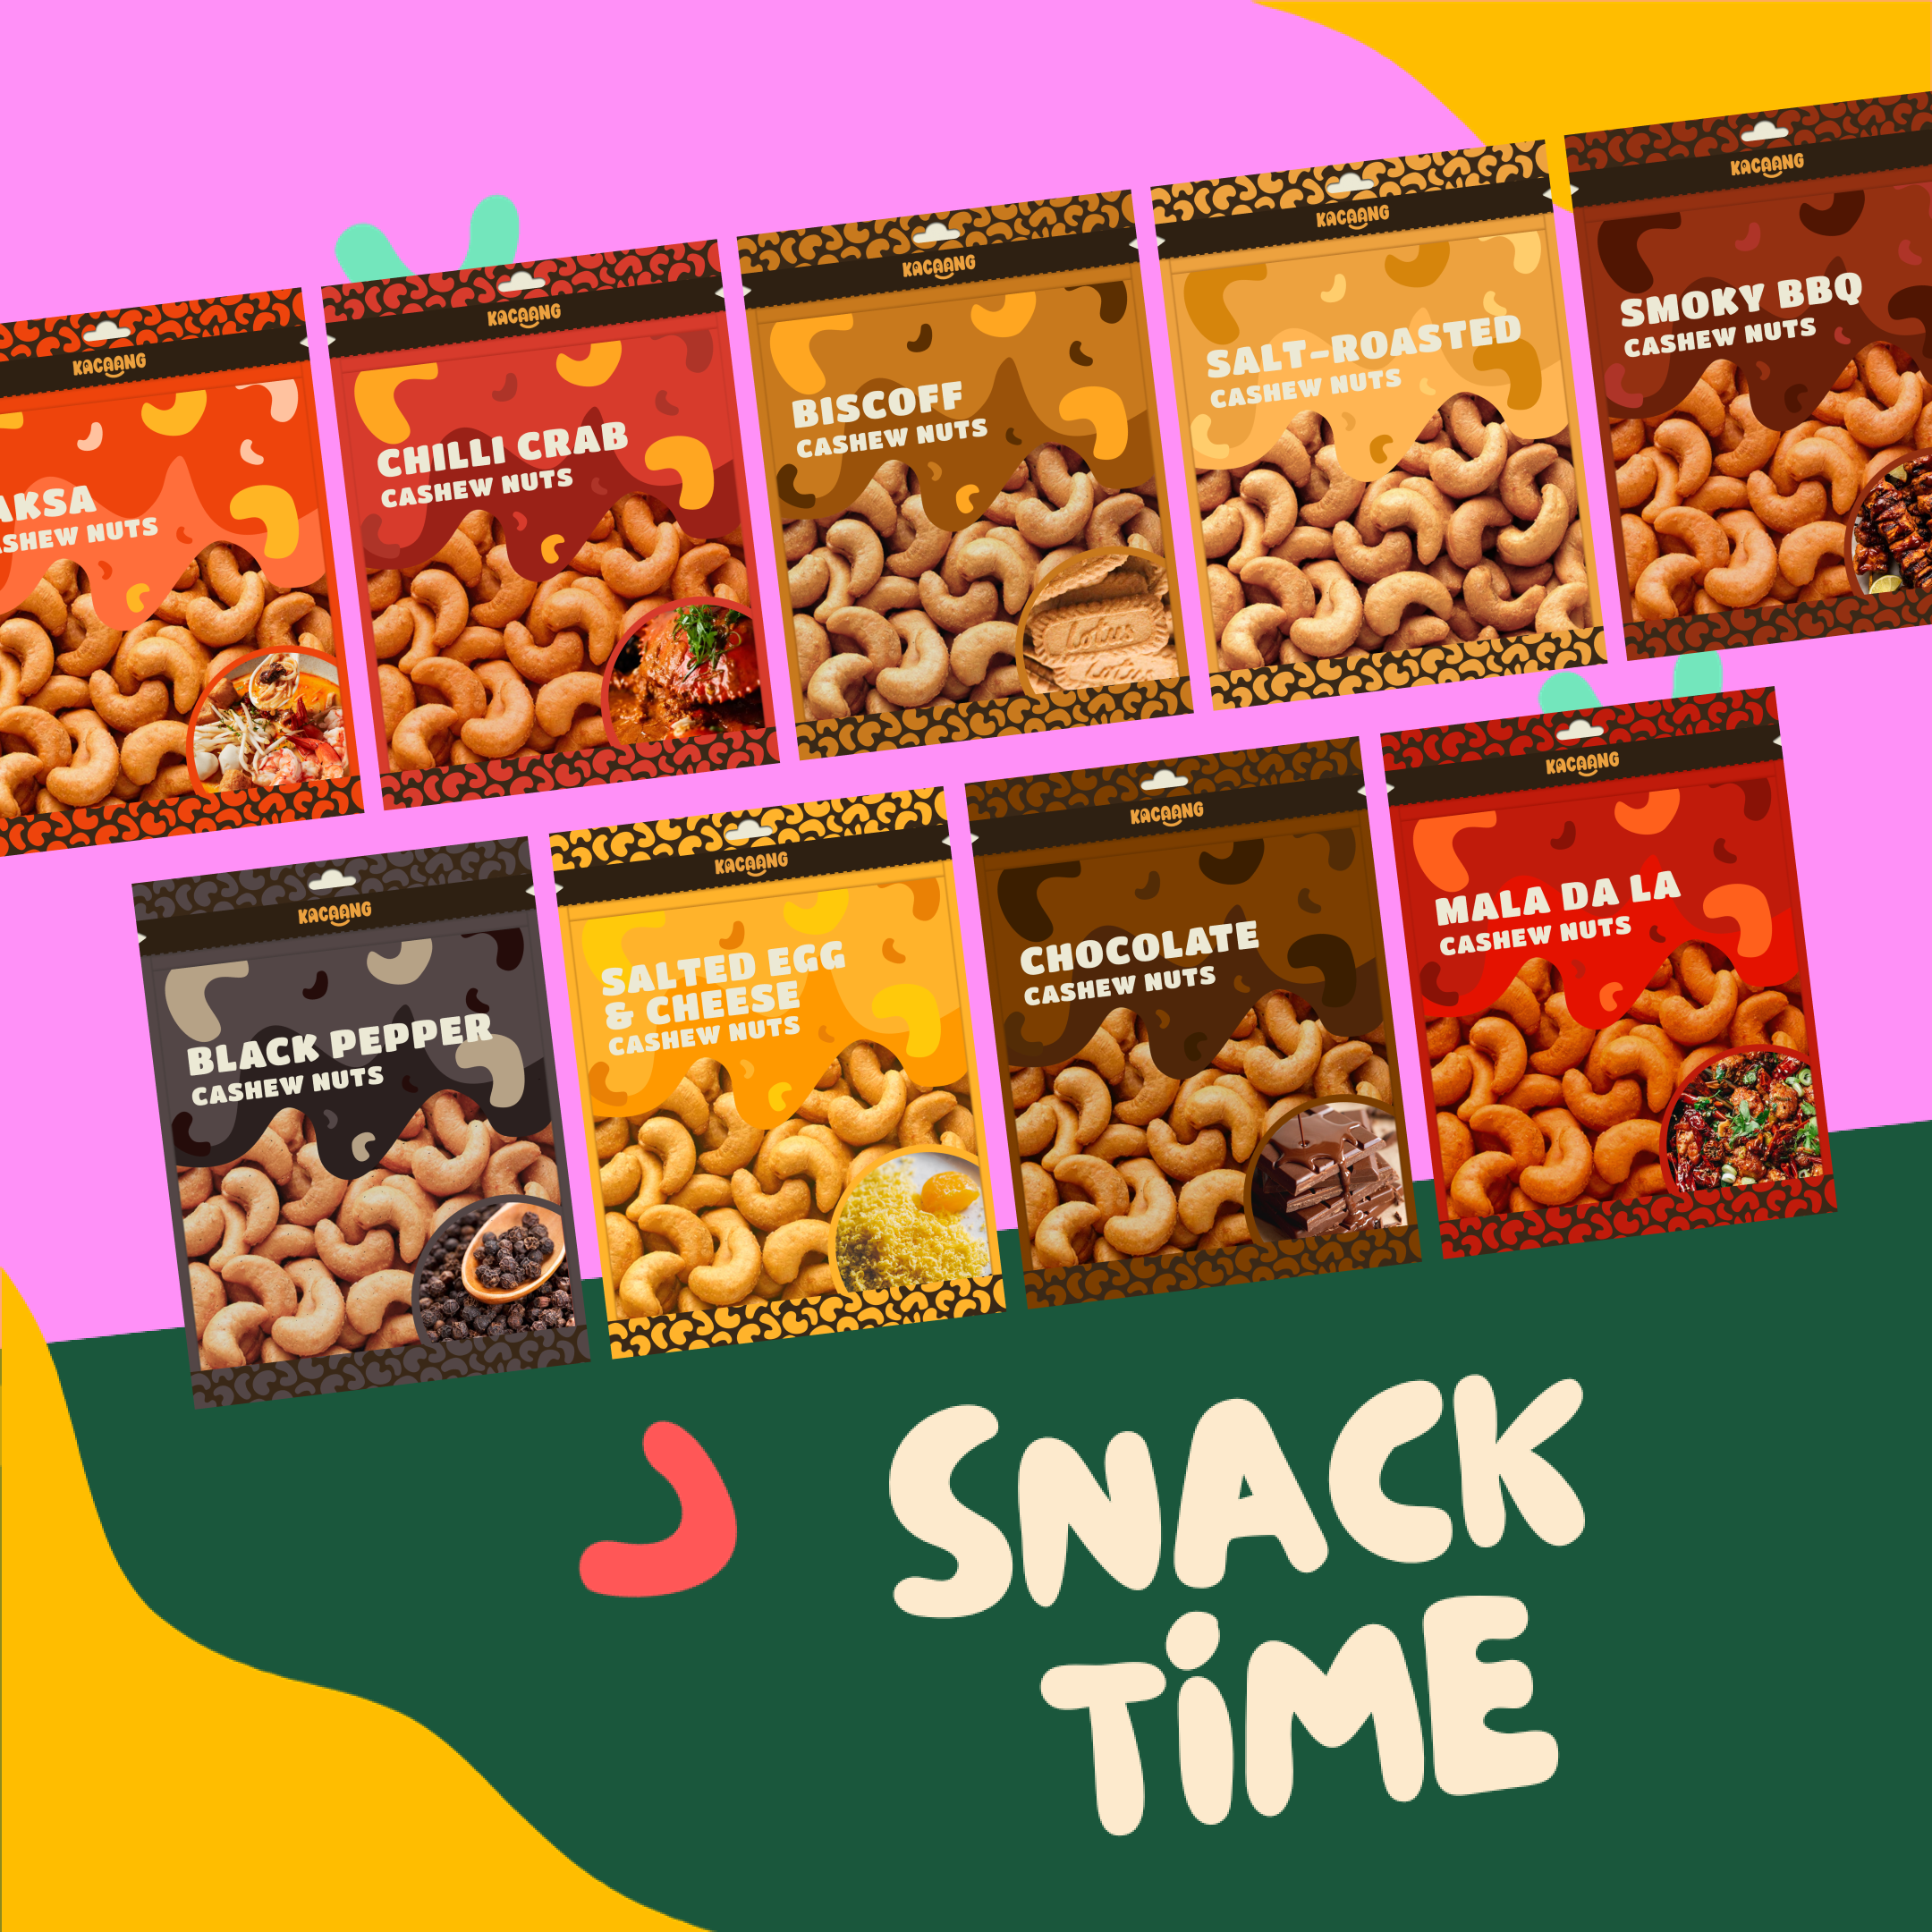 KACAANG
AKSA
SHEW NUTS
KACAANG
CHILLI CRAB
CASHEW NUTS
KACAANG
BISCOFF
CASHEW NUTS
Lotus
KACAANG
SALT-ROASTED
CASHEW NUTS
KACAANG
SMOKY BBQ
CASHEW NUTS
KACAANG
BLACK PEPPER
CASHEW NUTS
KACAANG
SALTED EGG
& CHEESE
CASHEW NUTS
KACAANG
CHOCOLATE
CASHEW NUTS
KACAANG
MALA DA LA
CASHEW NUTS
SNACK
TiME